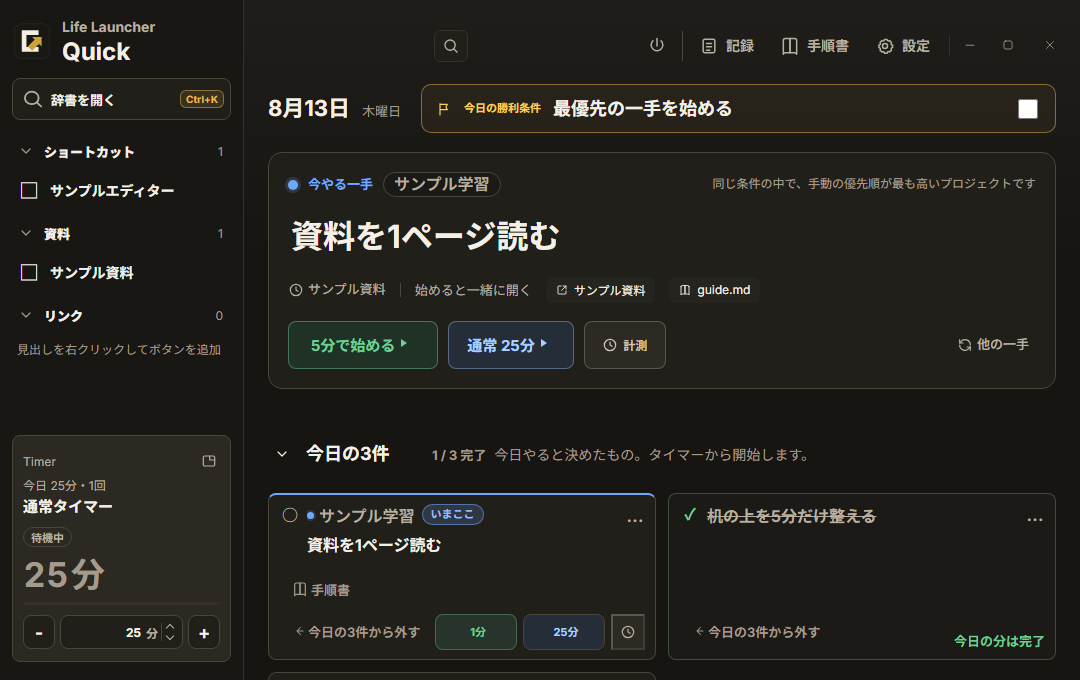 Life Launcher
Quick
辞書を開く Ctrl+K
ショートカット 1
サンプルエディター
資料 1
サンプル資料
リンク 0
見出しを右クリックしてボタンを追加
Timer
今日 25分・1回
通常タイマー
待機中
25分
- 25 分 +
記録 手順書 設定
8月13日 木曜日
今日の勝利条件 最優先の一手を始める
今やる一手 サンプル学習 同じ条件の中で、手動の優先順が最も高いプロジェクトです
資料を1ページ読む
サンプル資料 始めると一緒に開く サンプル資料 guide.md
5分で始める 通常 25分 計測 他の一手
今日の3件 1 / 3 完了 今日やると決めたもの。タイマーから開始します。
サンプル学習 いまここ ...
資料を1ページ読む
手順書
←今日の3件から外す 1分 25分
✓ 机の上を5分だけ整える ...
←今日の3件から外す
今日の分は完了